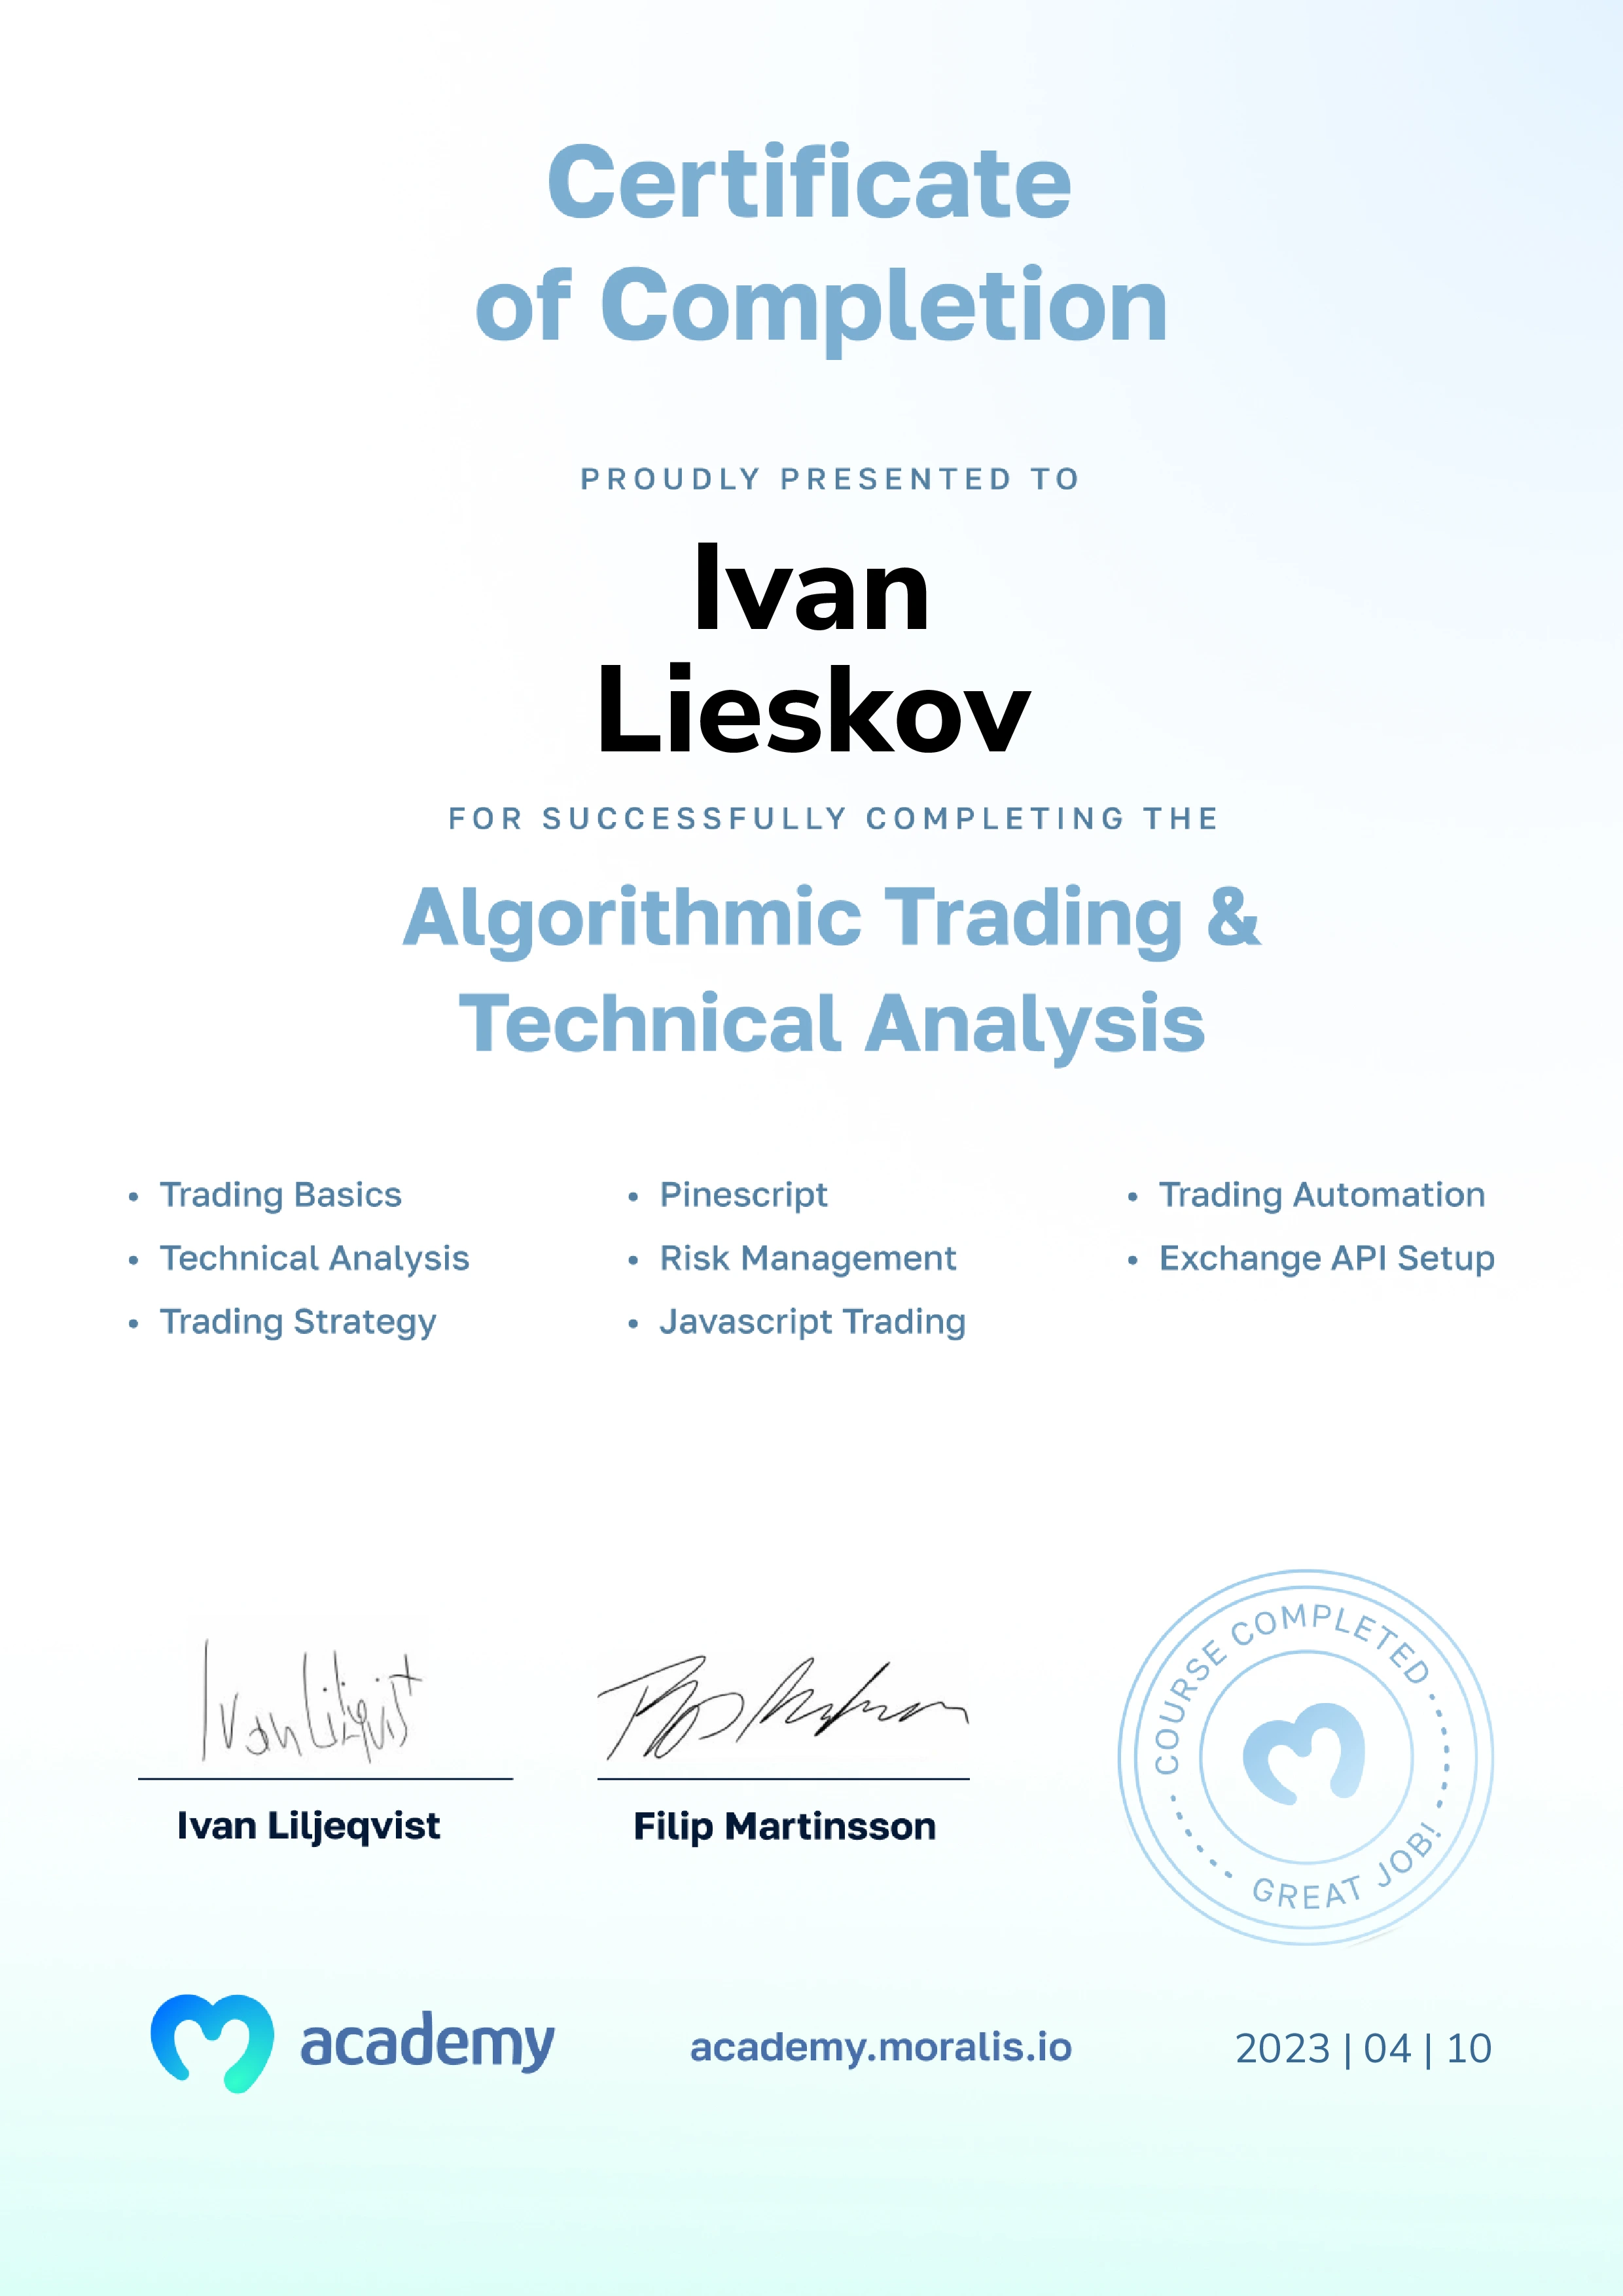 Certificate
of Completion
PROUDLY PRESENTED TO
Ivan
Lieskov
FOR SUCCESSFULLY COMPLETING THE
Algorithmic Trading &
Technical Analysis
• Trading Basics
• Technical Analysis
• Trading Strategy
• Pinescript
• Risk Management
• Javascript Trading
• Trading Automation
• Exchange API Setup
Ivan Liljeqvist
Ivan Liljeqvist
Filip Martinsson
COURSE COMPLETED
GREAT JOB!
academy
academy.moralis.io
2023 | 04 | 10